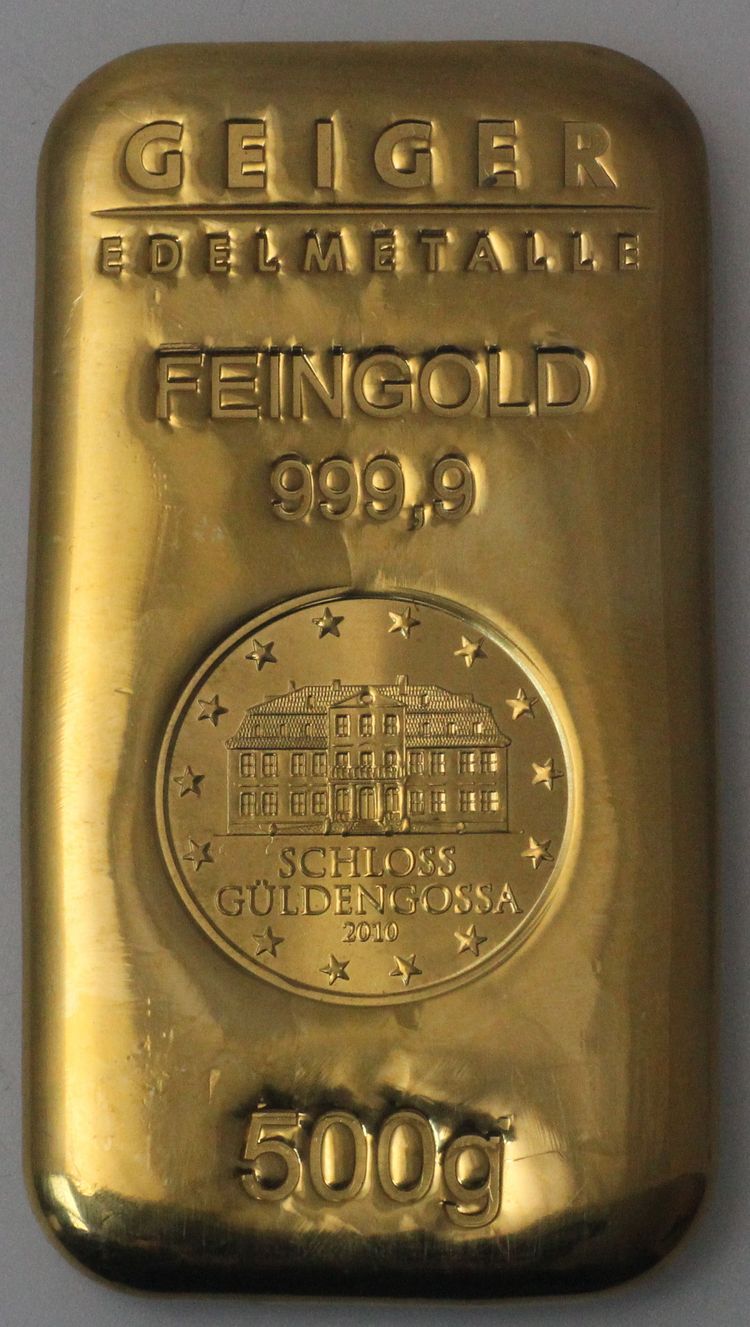 GEIGER
EDELMETALLE
FEINGOLD
999,9
SCHLOSS
GÜLDENGOSSA
2010
500g